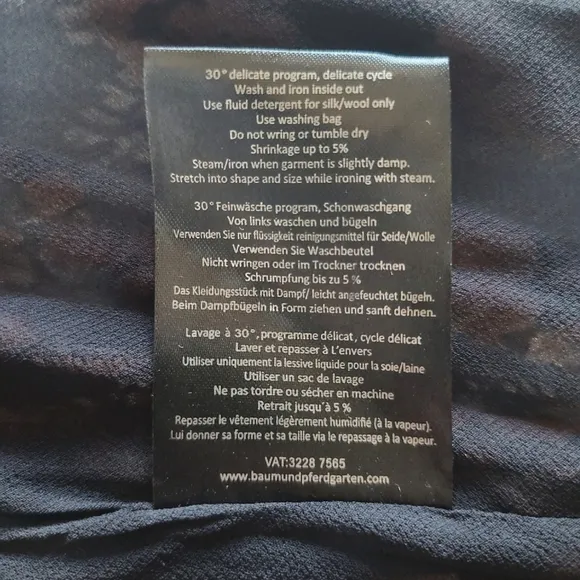 30° delicate program, delicate cycle
Wash and iron inside out
Use fluid detergent for silk/wool only
Use washing bag
Do not wring or tumble dry
Shrinkage up to 5%
Steam/iron when garment is slightly damp.
Stretch into shape and size while ironing with steam.
30° Feinwäsche program, Schonwaschgang
Von links waschen und bügeln
Verwenden Sie nur flüssigkeit reinigungsmittel für Seide/Wolle
Verwenden Sie Waschbeutel
Nicht wringen oder im Trockner trocknen
Schrumpfung bis zu 5 %
Das Kleidungsstück mit Dampf/ leicht angefeuchtet bügeln.
Beim Dampfbügeln in Form ziehen und sanft dehnen.
Lavage à 30°, programme délicat, cycle délicat
Laver et repasser à L'envers
Utiliser uniquement la lessive liquide pour la soie/laine
Utiliser un sac de lavage
Ne pas tordre ou sécher en machine
Retrait jusqu'à 5 %
Repasser le vêtement légèrement humidifié (à la vapeur).
Lui donner sa forme et sa taille via le repassage à la vapeur.
VAT:3228 7565
www.baumundpferdgarten.com